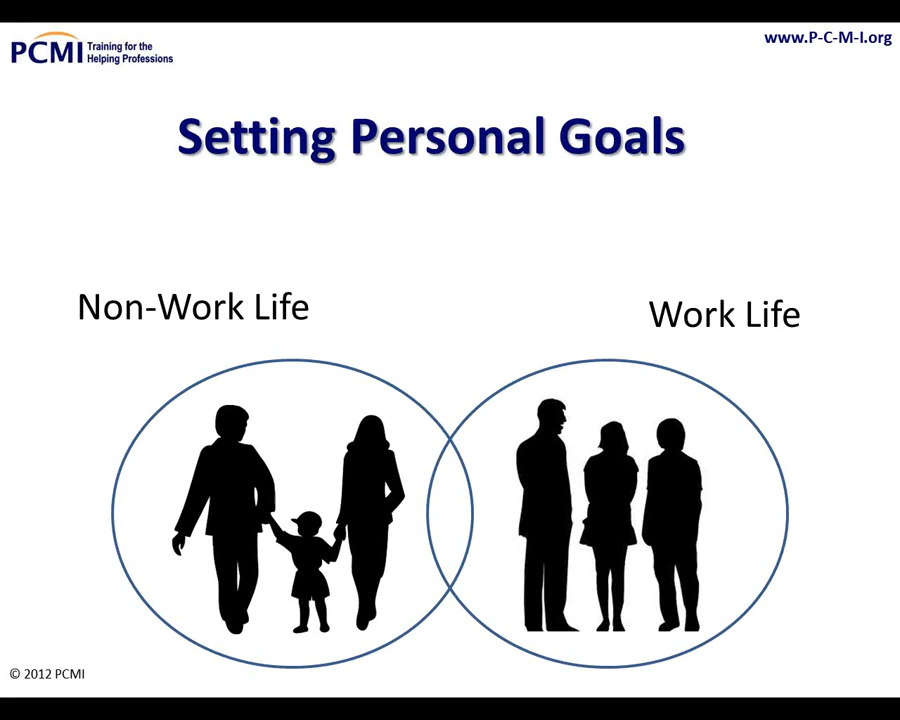 PCMI Training for the
Helping Professions
www.P-C-M-I.org
Setting Personal Goals
Non-Work Life
Work Life
© 2012 PCMI